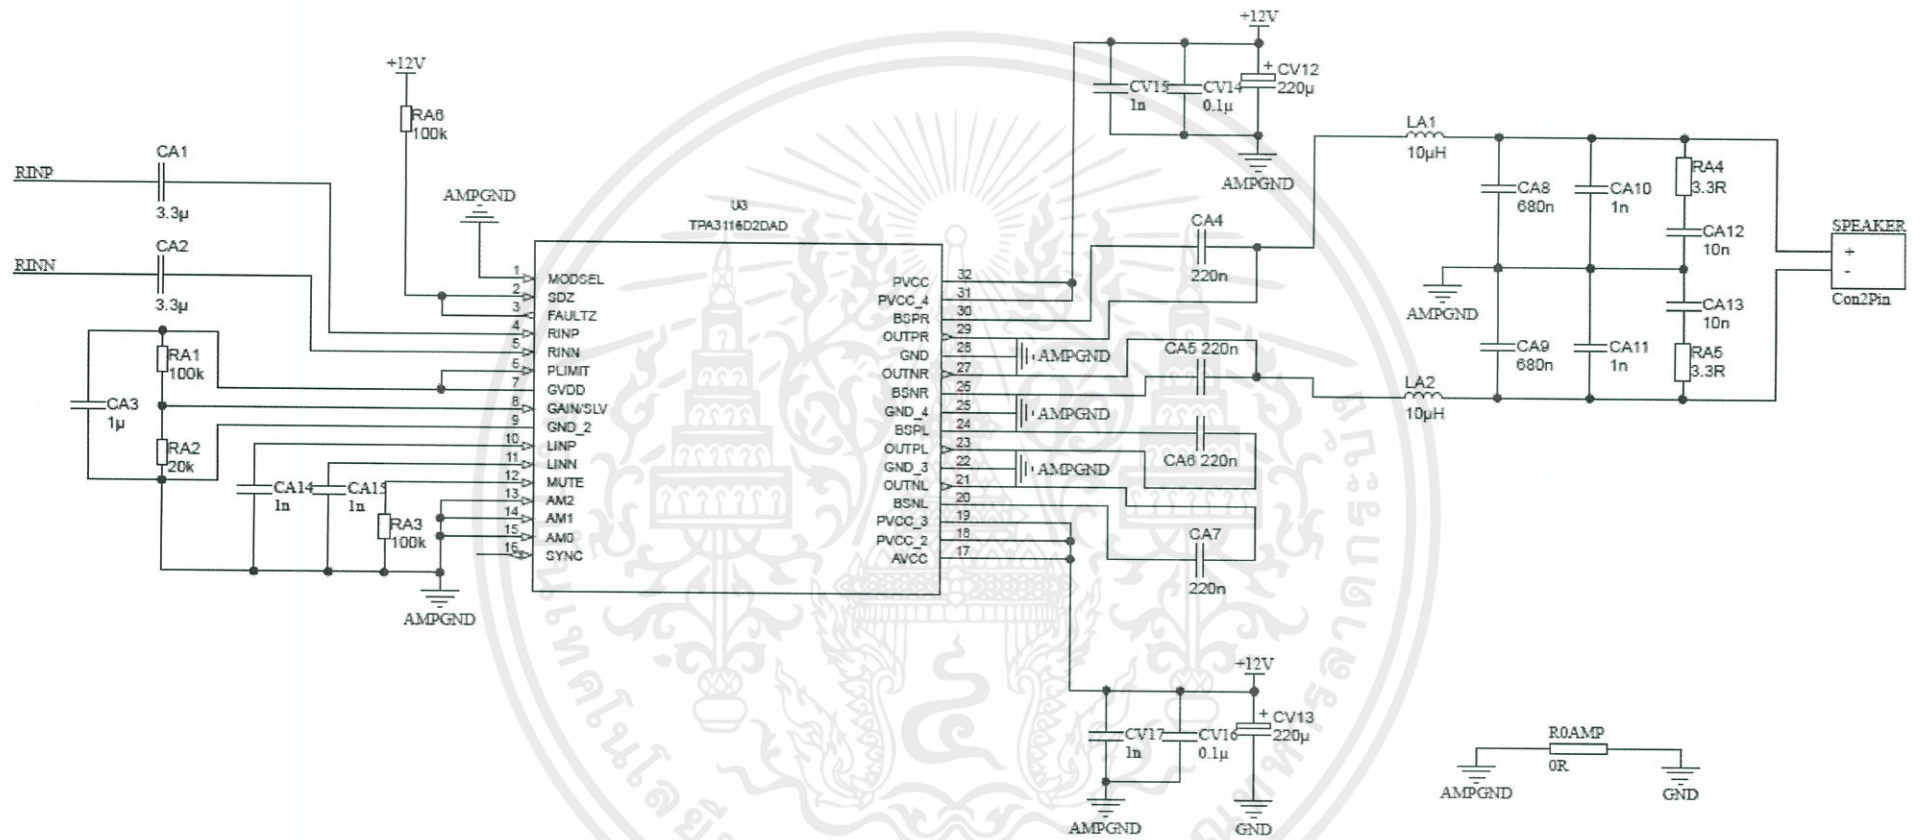 +12V
RA6
100k
RINP
CA1
3.3µ
RINN
CA2
3.3µ
AMPGND
U3
TPA3116D2DAD
RA1
100k
CA3
1µ
RA2
20k
CA14
1n
CA15
1n
RA3
100k
AMPGND
1 MODSEL
2 SDZ
3 FAULTZ
4 RINP
5 RINN
6 PLIMIT
7 GVDD
8 GAIN/SLV
9 GND_2
10 LINP
11 LINN
12 MUTE
13 AM2
14 AM1
15 AM0
16 SYNC
PVCC 32
PVCC_4 31
BSPR 30
OUTPR 29
GND 28
OUTNR 27
BSNR 26
GND_4 25
BSPL 24
OUTPL 23
GND_3 22
OUTNL 21
BSNL 20
PVCC_3 19
PVCC_2 18
AVCC 17
+12V
CV15
1n
CV14
0.1µ
+
CV12
220µ
AMPGND
CA4
220n
AMPGND
CA5 220n
AMPGND
CA6 220n
AMPGND
CA7
220n
LA1
10µH
LA2
10µH
CA8
680n
CA10
1n
RA4
3.3R
CA12
10n
AMPGND
CA9
680n
CA11
1n
CA13
10n
RA5
3.3R
SPEAKER
+
-
Con2Pin
+12V
CV17
1n
CV16
0.1µ
+
CV13
220µ
AMPGND
GND
R0AMP
0R
AMPGND
GND